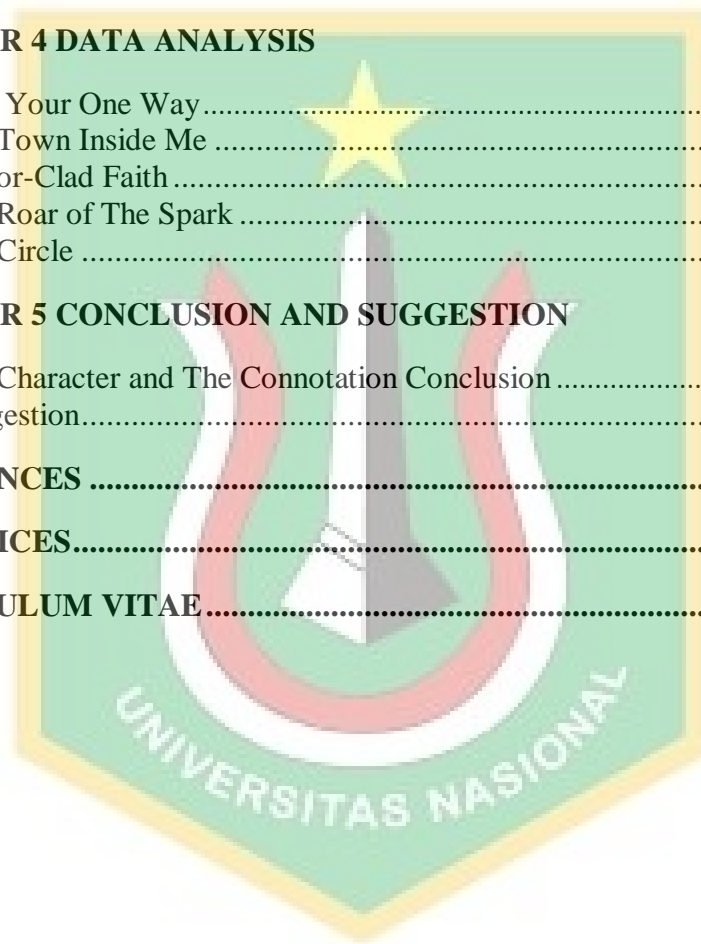 R 4 DATA ANALYSIS
Your One Way........................................................................
Town Inside Me ........................................................................
or-Clad Faith ........................................................................
Roar of The Spark ........................................................................
Circle ........................................................................
R 5 CONCLUSION AND SUGGESTION
Character and The Connotation Conclusion ........................
gestion........................................................................
NCES ........................................................................
ICES........................................................................
ULUM VITAE........................................................................
UNIVERSITAS NASIONAL